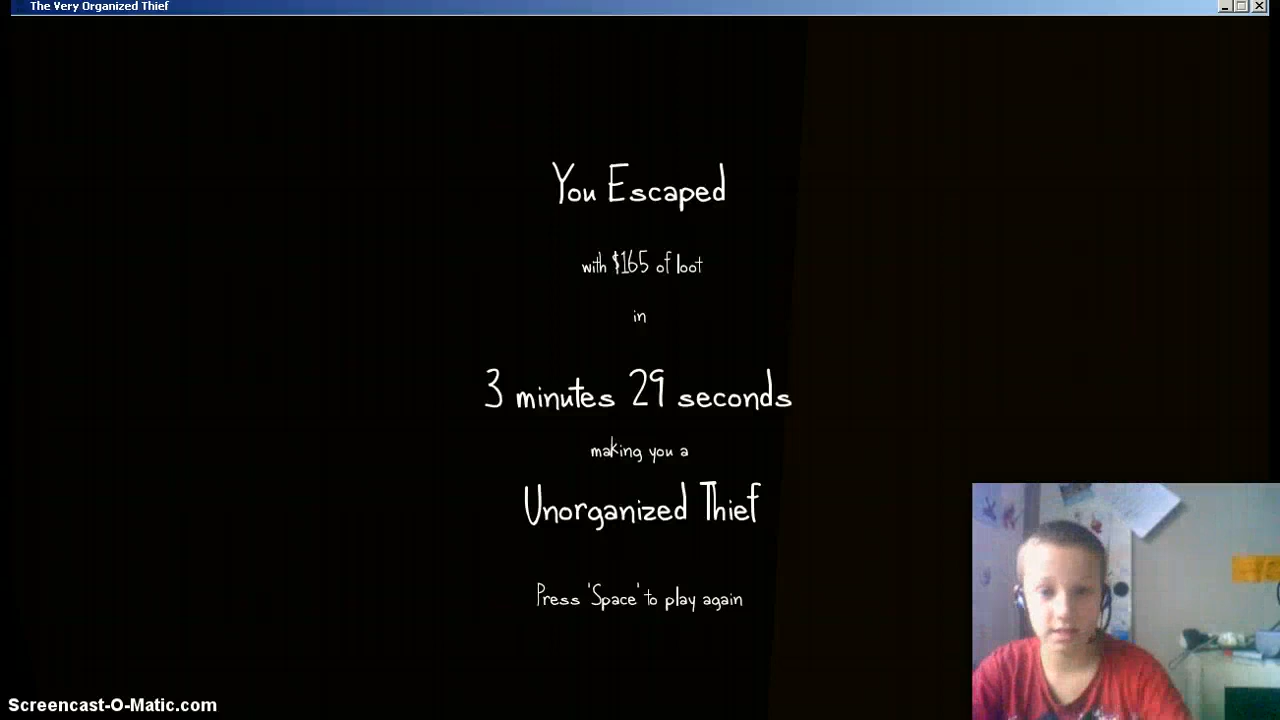 The Very Organized Thief
You Escaped
with $165 of loot
in
3 minutes 29 seconds
making you a
Unorganized Thief
Press 'Space' to play again
Screencast-O-Matic.com